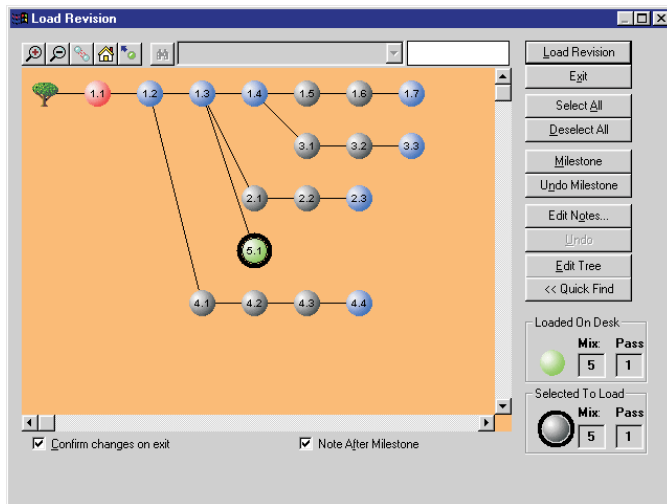 Load Revision
Load Revision
Exit
Select All
Deselect All
Milestone
Undo Milestone
Edit Notes...
Undo
Edit Tree
<< Quick Find
1.1 1.2 1.3 1.4 1.5 1.6 1.7
3.1 3.2 3.3
2.1 2.2 2.3
5.1
4.1 4.2 4.3 4.4
Loaded On Desk
Mix: Pass
5 1
Selected To Load
Mix: Pass
5 1
Confirm changes on exit
Note After Milestone